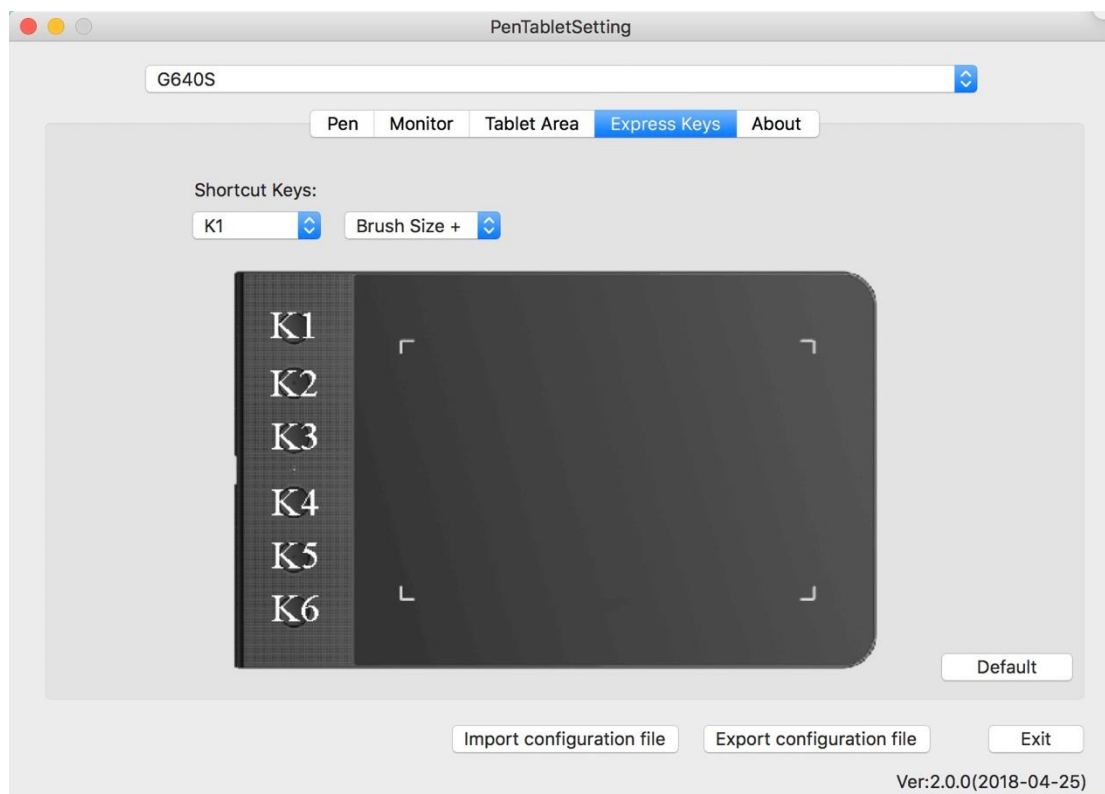 PenTabletSetting
G640S
Pen Monitor Tablet Area Express Keys About
Shortcut Keys:
K1 Brush Size +
K1
K2
K3
K4
K5
K6
Default
Import configuration file Export configuration file Exit
Ver:2.0.0(2018-04-25)